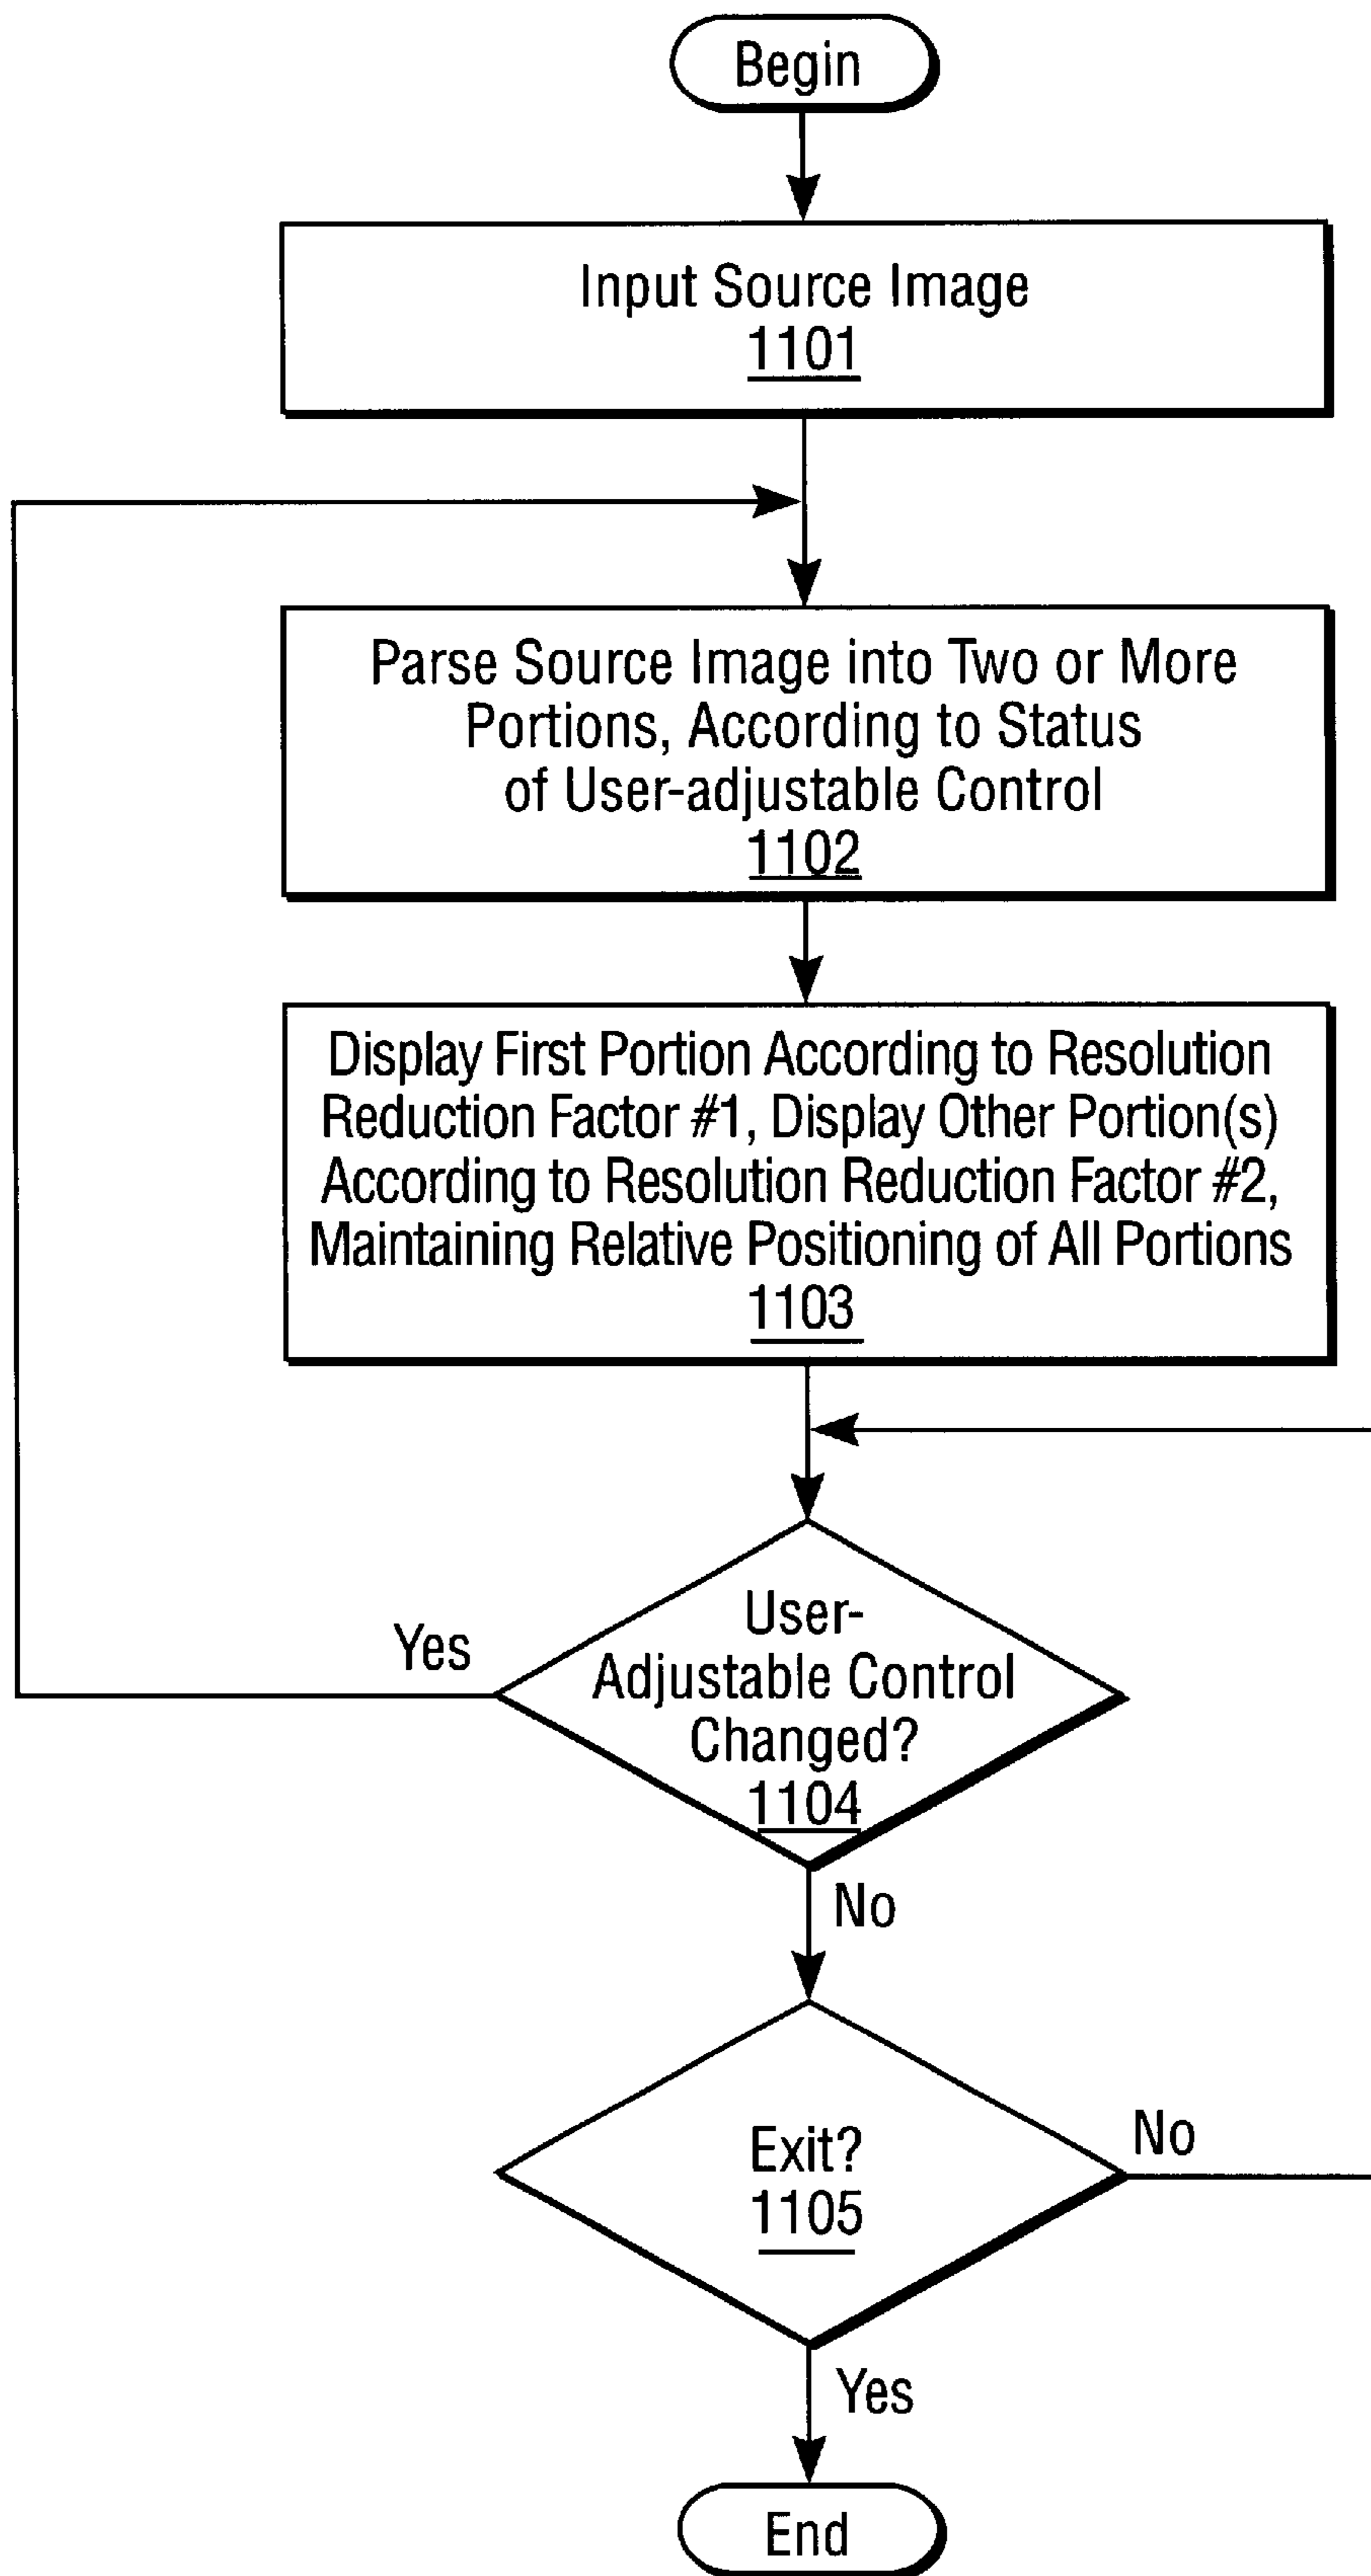 Begin
Input Source Image
1101
Parse Source Image into Two or More
Portions, According to Status
of User-adjustable Control
1102
Display First Portion According to Resolution
Reduction Factor #1, Display Other Portion(s)
According to Resolution Reduction Factor #2,
Maintaining Relative Positioning of All Portions
1103
User-
Adjustable Control
Changed?
1104
Yes
No
Exit?
1105
No
Yes
End